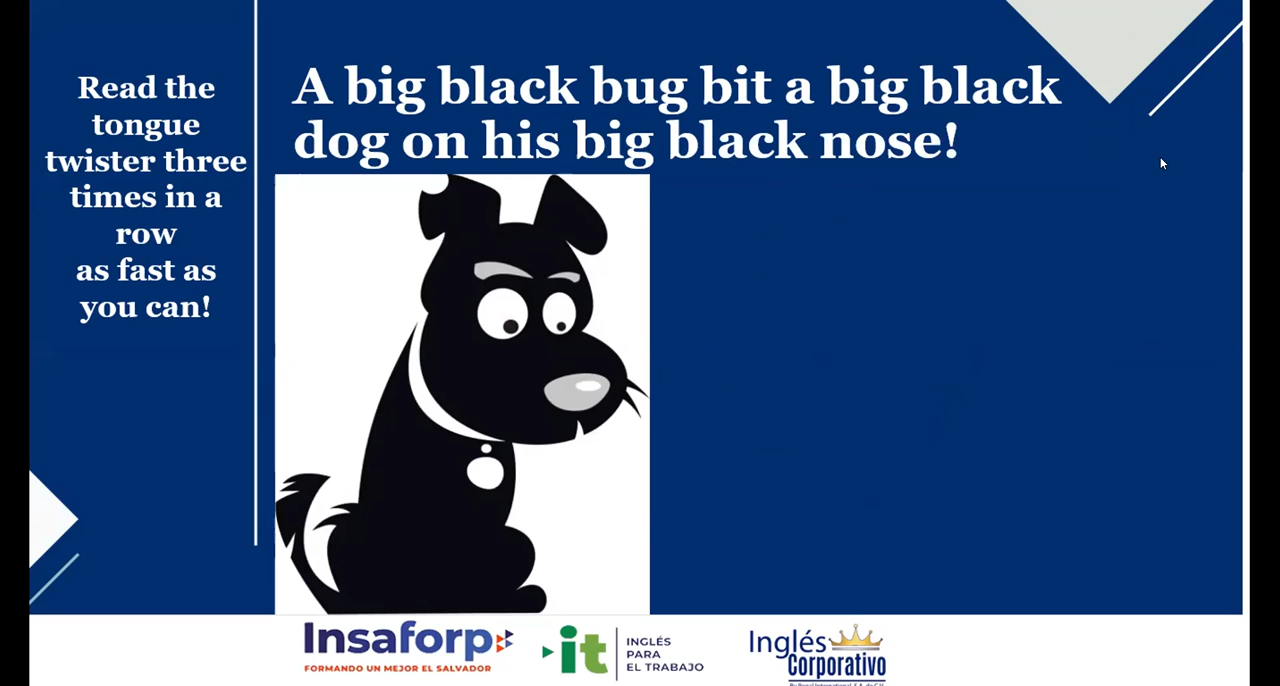 Read the
tongue
twister three
times in a
row
as fast as
you can!
A big black bug bit a big black
dog on his big black nose!
Insaforp
FORMANDO UN MEJOR EL SALVADOR
it
INGLÉS
PARA
EL TRABAJO
Inglés
Corporativo